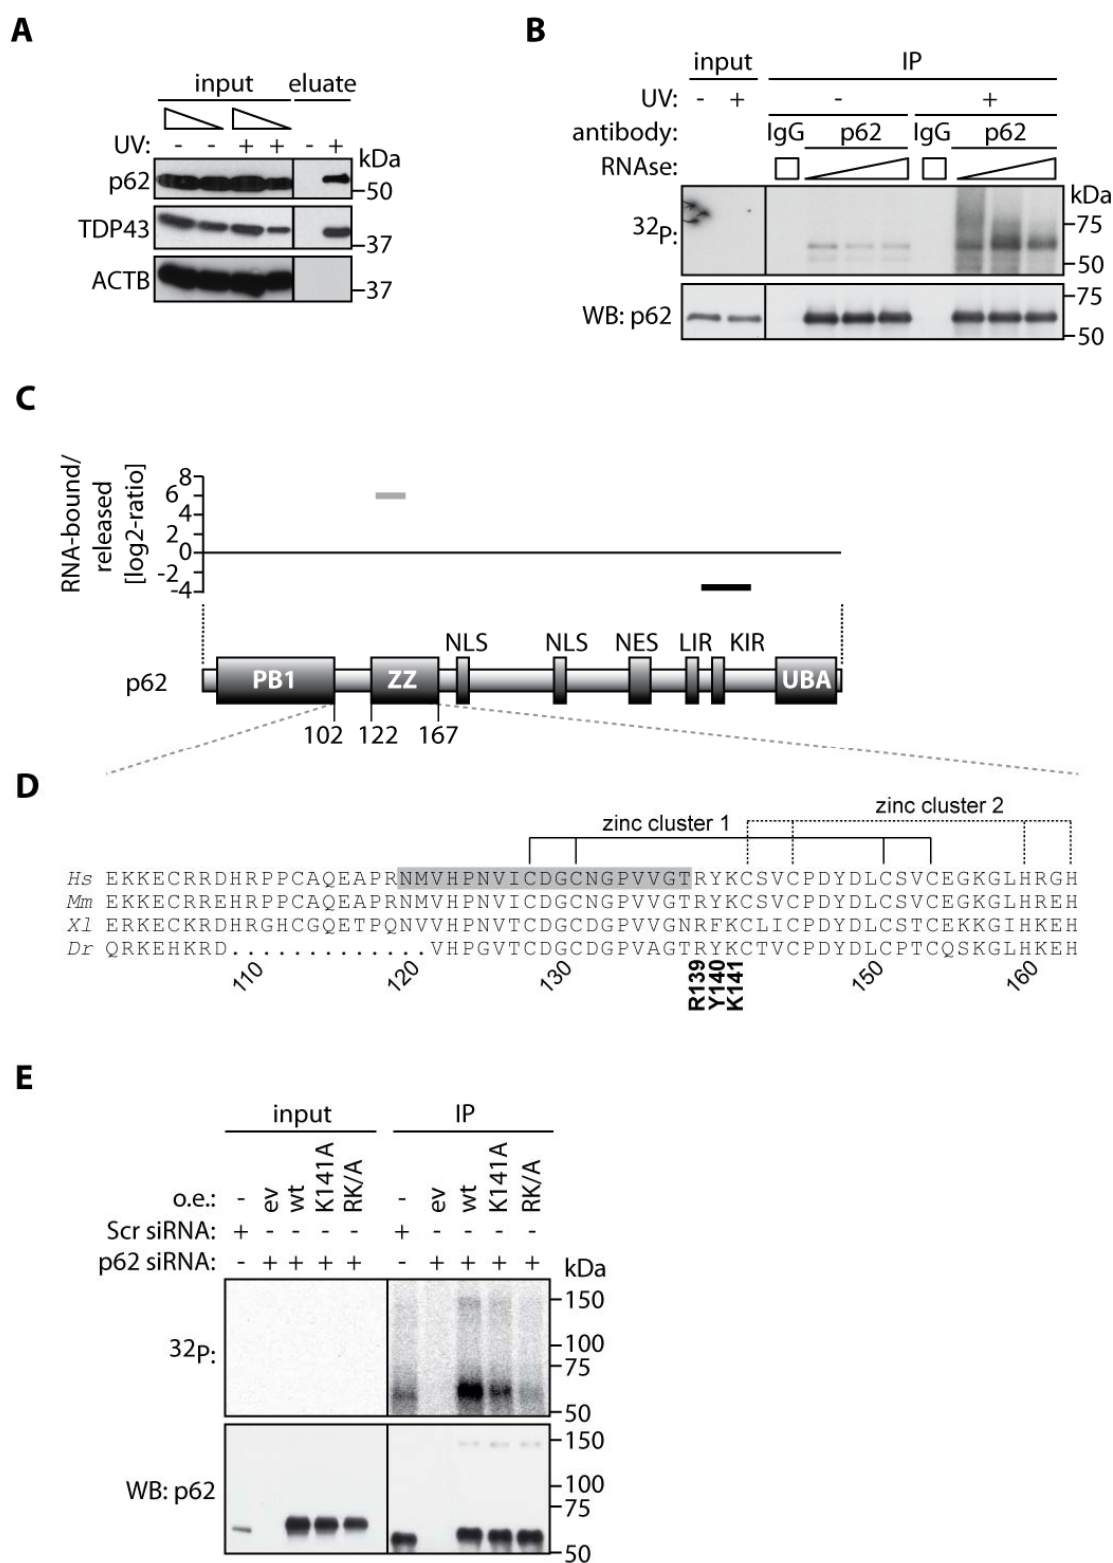 A
input eluate
UV: - - + + - + kDa
p62 50
TDP43 37
ACTB 37
B
input IP
UV: - + - +
antibody: IgG p62 IgG p62
RNAse:
kDa
32P: 75
50
WB: p62 75
50
C
RNA-bound/
released
[log2-ratio]
8
6
4
2
0
-2
-4
NLS NLS NES LIR KIR
p62 PB1 ZZ UBA
102 122 167
D
zinc cluster 2
zinc cluster 1
Hs EKKECRRDHRPPCAQEAPRNMVHPNVICDGCNGPVVGTRYKCSVCPDYDLCSVCEGKGLHRGH
Mm EKKECRREHRPPCAQEAPRNMVHPNVICDGCNGPVVGTRYKCSVCPDYDLCSVCEGKGLHREH
Xl ERKECKRDHRGHCGQETPQNVVHPNVTCDGCDGPVVGNRFKCLICPDYDLCSTCEKKGIHKEH
Dr QRKEHKRD.............VHPGVTCDGCDGPVAGTRYKCTVCPDYDLCPTCQSKGLHKEH
110 120 130 R139 Y140 K141 150 160
E
input IP
o.e.: - ev wt K141A RK/A - ev wt K141A RK/A
Scr siRNA: + - - - - + - - - -
p62 siRNA: - + + + + - + + + +
kDa
150
100
32P: 75
50
150
WB: p62 100
75
50